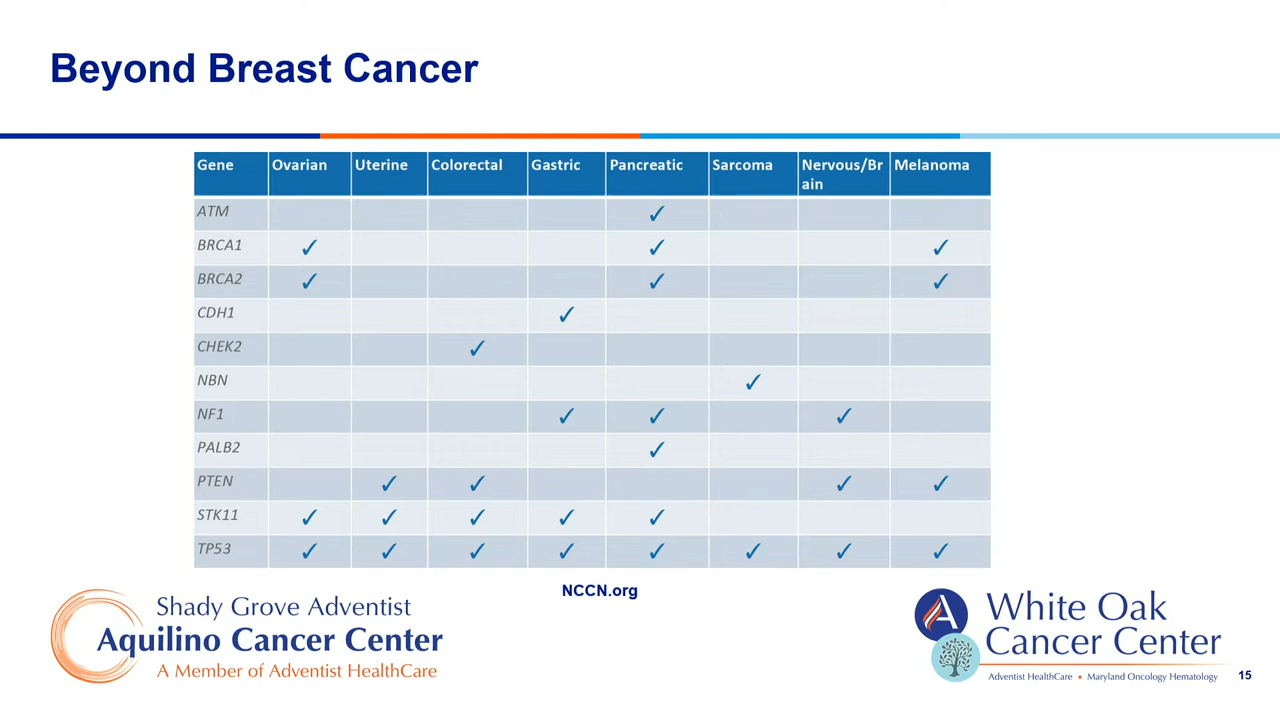 Beyond Breast Cancer
Gene Ovarian Uterine Colorectal Gastric Pancreatic Sarcoma Nervous/Br
ain Melanoma
ATM ✓
BRCA1 ✓ ✓ ✓
BRCA2 ✓ ✓ ✓
CDH1 ✓
CHEK2 ✓
NBN ✓
NF1 ✓ ✓ ✓
PALB2 ✓
PTEN ✓ ✓ ✓ ✓
STK11 ✓ ✓ ✓ ✓ ✓
TP53 ✓ ✓ ✓ ✓ ✓ ✓ ✓ ✓
NCCN.org
Shady Grove Adventist
Aquilino Cancer Center
A Member of Adventist HealthCare
A
White Oak
Cancer Center
Adventist HealthCare • Maryland Oncology Hematology
15